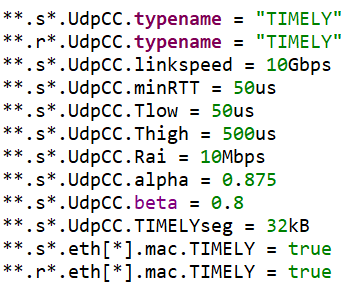 **.s*.UdpCC.typename = "TIMELY"
**.r*.UdpCC.typename = "TIMELY"
**.s*.UdpCC.linkspeed = 10Gbps
**.s*.UdpCC.minRTT = 50us
**.s*.UdpCC.Tlow = 50us
**.s*.UdpCC.Thigh = 500us
**.s*.UdpCC.Rai = 10Mbps
**.s*.UdpCC.alpha = 0.875
**.s*.UdpCC.beta = 0.8
**.s*.UdpCC.TIMELYseg = 32kB
**.s*.eth[*].mac.TIMELY = true
**.r*.eth[*].mac.TIMELY = true